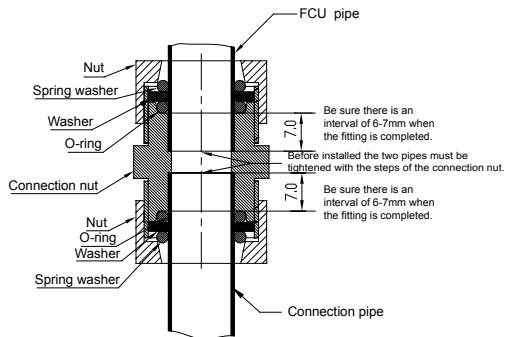 FCU pipe
Nut
Spring washer
Washer
O-ring
Connection nut
Nut
O-ring
Washer
Spring washer
7.0
Be sure there is an
interval of 6-7mm when
the fitting is completed.
Before installed the two pipes must be
tightened with the steps of the connection nut.
7.0
Be sure there is an
interval of 6-7mm when
the fitting is completed.
Connection pipe